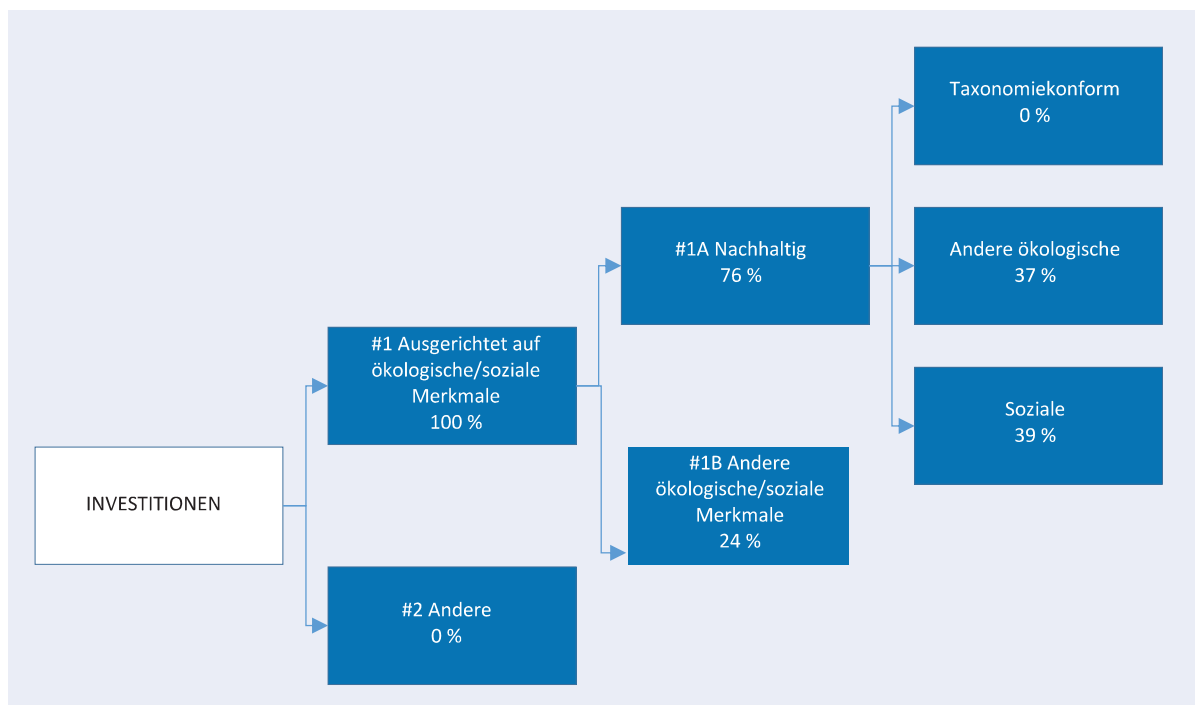 INVESTITIONEN
#1 Ausgerichtet auf
ökologische/soziale
Merkmale
100 %
#2 Andere
0 %
#1A Nachhaltig
76 %
#1B Andere
ökologische/soziale
Merkmale
24 %
Taxonomiekonform
0 %
Andere ökologische
37 %
Soziale
39 %